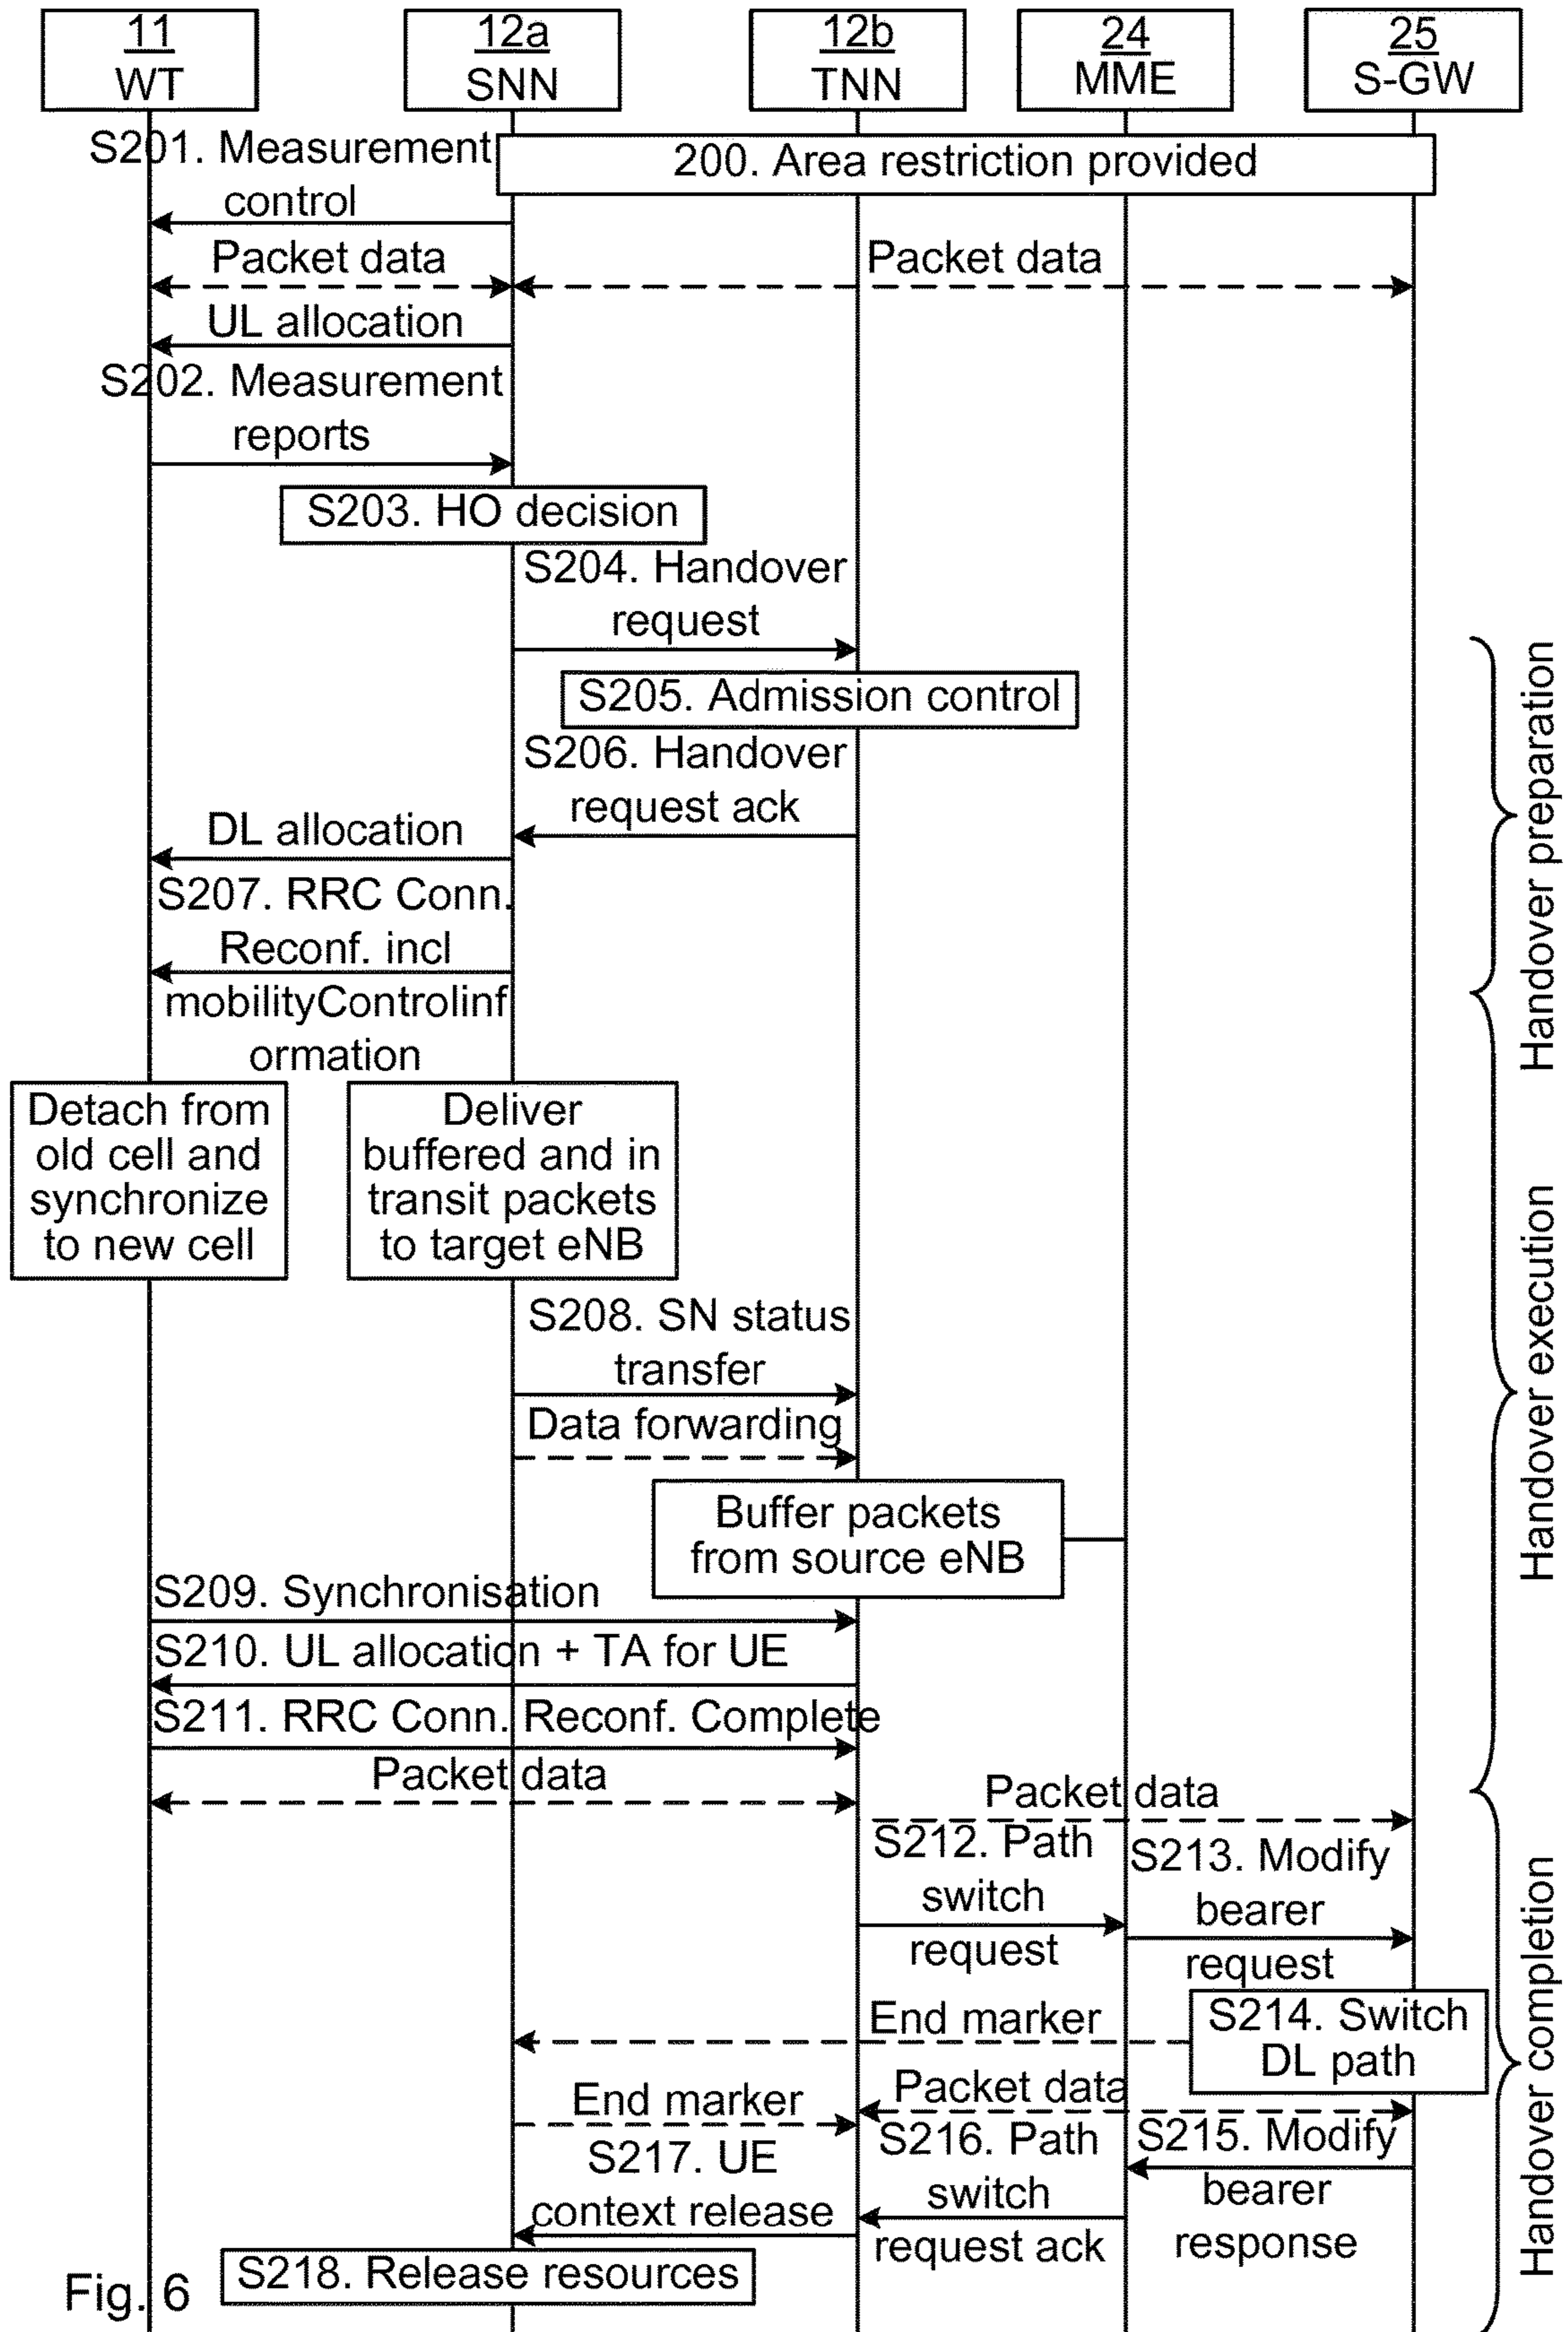 11
WT
12a
SNN
12b
TNN
24
MME
25
S-GW
S201. Measurement
control
200. Area restriction provided
Packet data
Packet data
UL allocation
S202. Measurement
reports
S203. HO decision
S204. Handover
request
S205. Admission control
S206. Handover
request ack
DL allocation
S207. RRC Conn.
Reconf. incl
mobilityControlinf
ormation
Handover preparation
Detach from
old cell and
synchronize
to new cell
Deliver
buffered and in
transit packets
to target eNB
S208. SN status
transfer
Data forwarding
Buffer packets
from source eNB
Handover execution
S209. Synchronisation
S210. UL allocation + TA for UE
S211. RRC Conn. Reconf. Complete
Packet data
Packet data
S212. Path
switch
request
S213. Modify
bearer
request
End marker
S214. Switch
DL path
Packet data
End marker
S215. Modify
bearer
response
S216. Path
switch
request ack
S217. UE
context release
S218. Release resources
Handover completion
Fig. 6